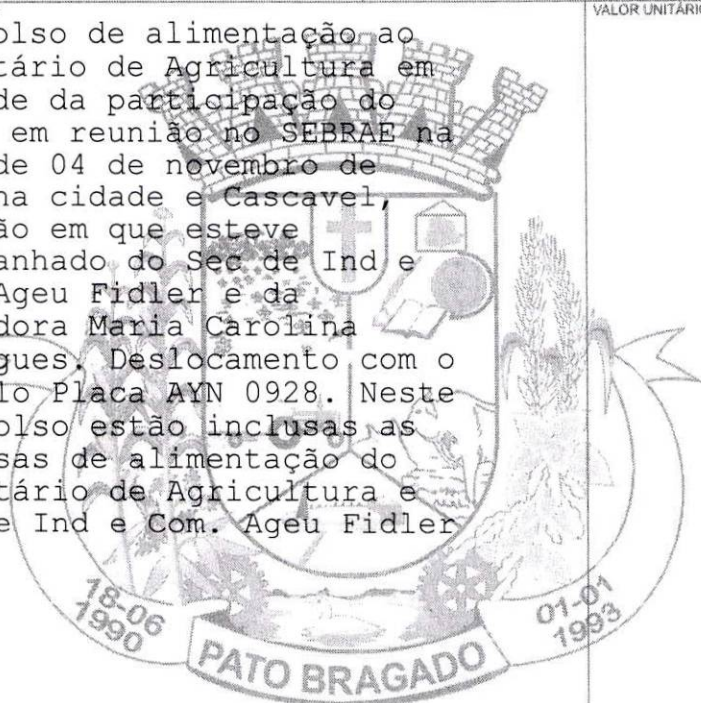 VALOR UNITÁRIO
olso de alimentação ao
tário de Agricultura em
de da participação do
em reunião no SEBRAE na
de 04 de novembro de
na cidade e Cascavel,
ão em que esteve
anhado do Sec de Ind e
Ageu Fidler e da
dora Maria Carolina
gues. Deslocamento com o
lo Placa AYN 0928. Neste
olso estão inclusas as
sas de alimentação do
tário de Agricultura e
e Ind e Com. Ageu Fidler
18-06
1990
PATO BRAGADO
01-01
1993